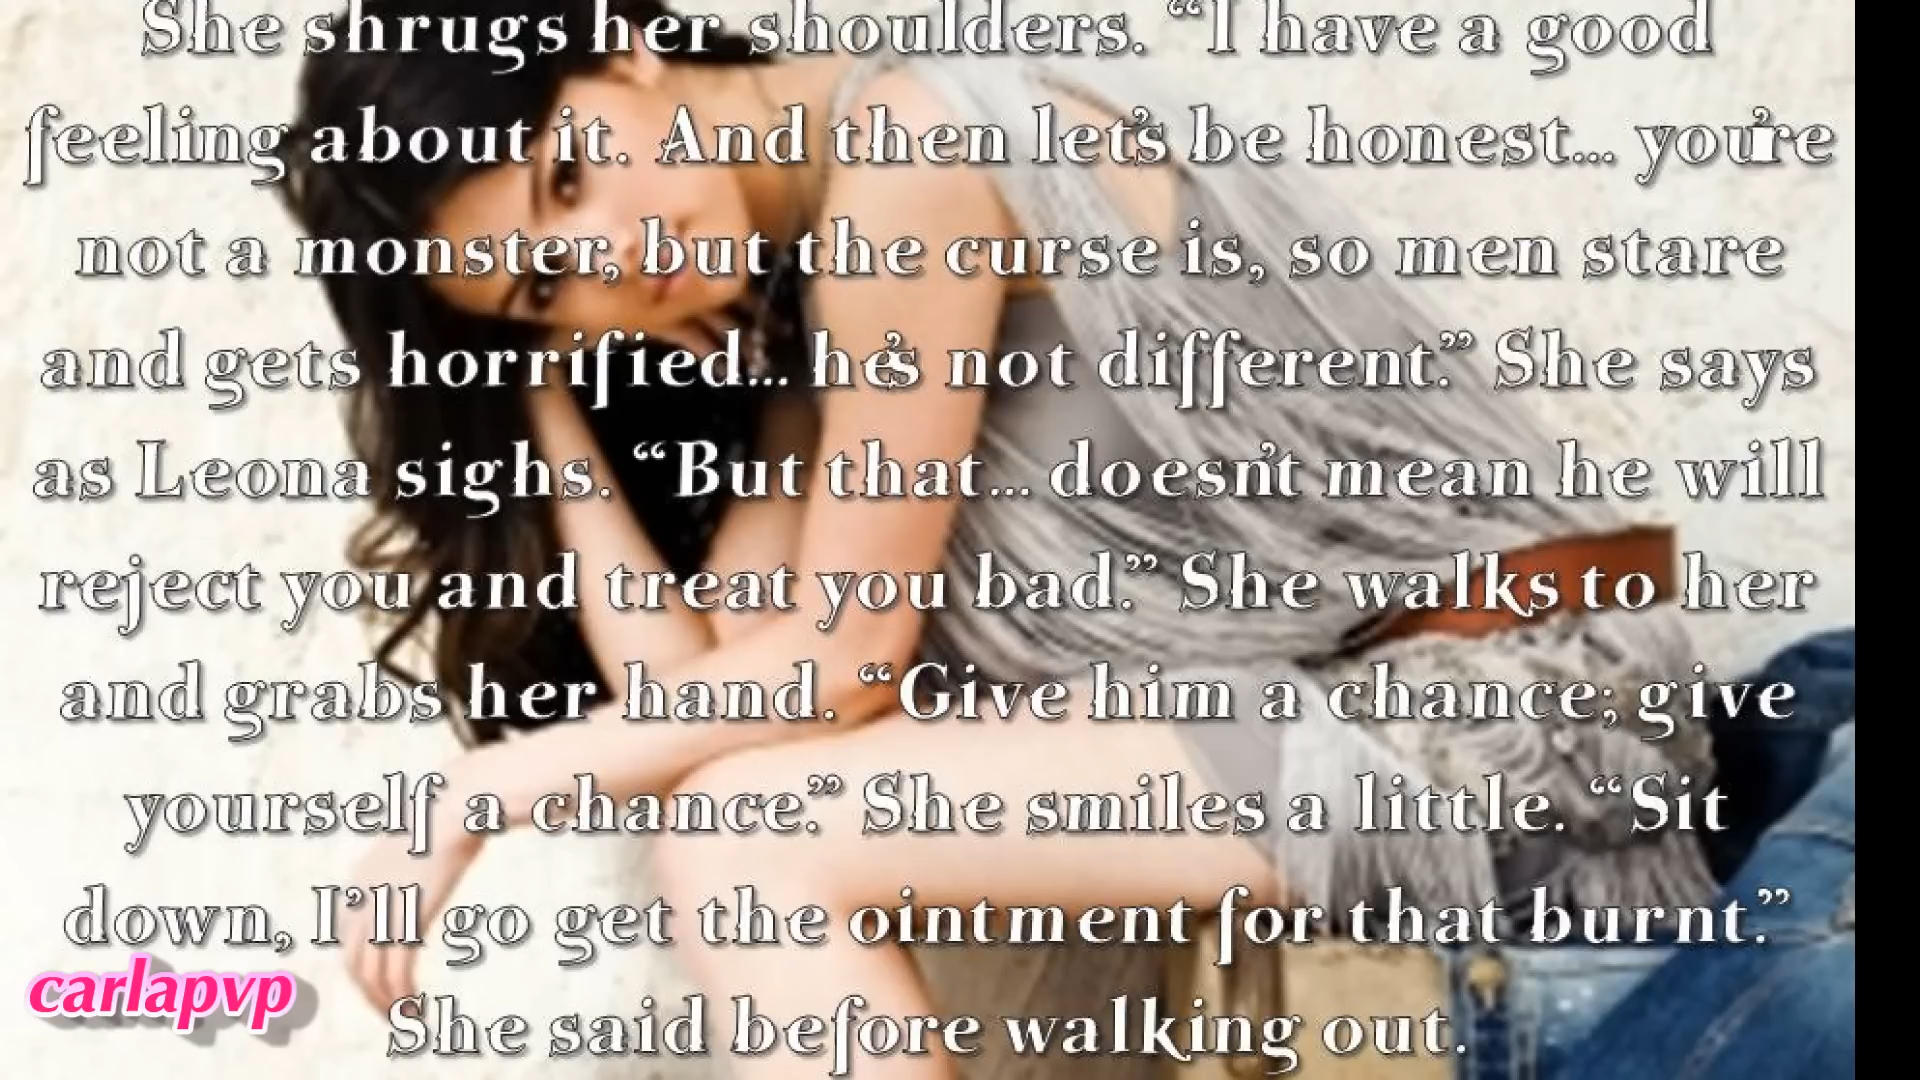 She shrugs her shoulders. “I have a good
feeling about it. And then let's be honest... you're
not a monster, but the curse is, so men stare
and gets horrified... he's not different.” She says
as Leona sighs. “But that... doesn't mean he will
reject you and treat you bad.” She walks to her
and grabs her hand. “Give him a chance; give
yourself a chance.” She smiles a little. “Sit
down, I’ll go get the ointment for that burnt.”
She said before walking out.
carlapvp